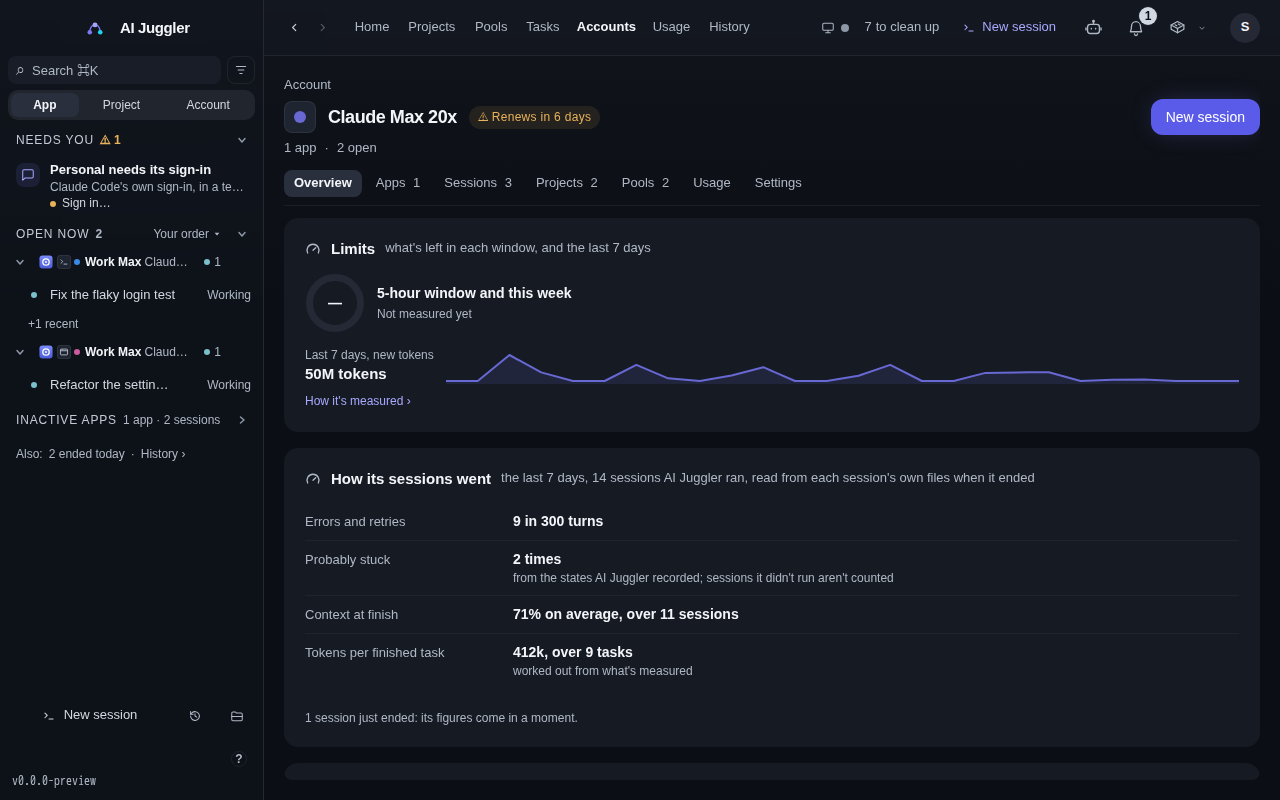 AI Juggler
Search ⌘K
App Project Account
NEEDS YOU 1
Personal needs its sign-in
Claude Code's own sign-in, in a te…
Sign in…
OPEN NOW 2 Your order
Work Max Claud… 1
Fix the flaky login test Working
+1 recent
Work Max Claud… 1
Refactor the settin… Working
INACTIVE APPS 1 app · 2 sessions
Also: 2 ended today · History ›
New session
?
v0.0.0-preview
Home Projects Pools Tasks Accounts Usage History 7 to clean up New session 1 S
Account
Claude Max 20x Renews in 6 days
New session
1 app · 2 open
Overview Apps 1 Sessions 3 Projects 2 Pools 2 Usage Settings
Limits what's left in each window, and the last 7 days
—
5-hour window and this week
Not measured yet
Last 7 days, new tokens
50M tokens
How it's measured ›
How its sessions went the last 7 days, 14 sessions AI Juggler ran, read from each session's own files when it ended
Errors and retries 9 in 300 turns
Probably stuck 2 times
from the states AI Juggler recorded; sessions it didn't run aren't counted
Context at finish 71% on average, over 11 sessions
Tokens per finished task 412k, over 9 tasks
worked out from what's measured
1 session just ended: its figures come in a moment.